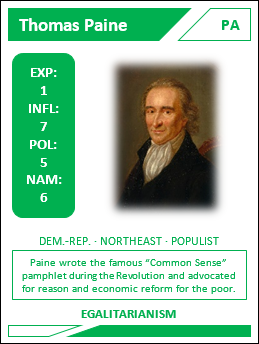 Thomas Paine
PA
EXP:
1
INFL:
7
POL:
5
NAM:
6
DEM.-REP. · NORTHEAST · POPULIST
Paine wrote the famous “Common Sense”
pamphlet during the Revolution and advocated
for reason and economic reform for the poor.
EGALITARIANISM